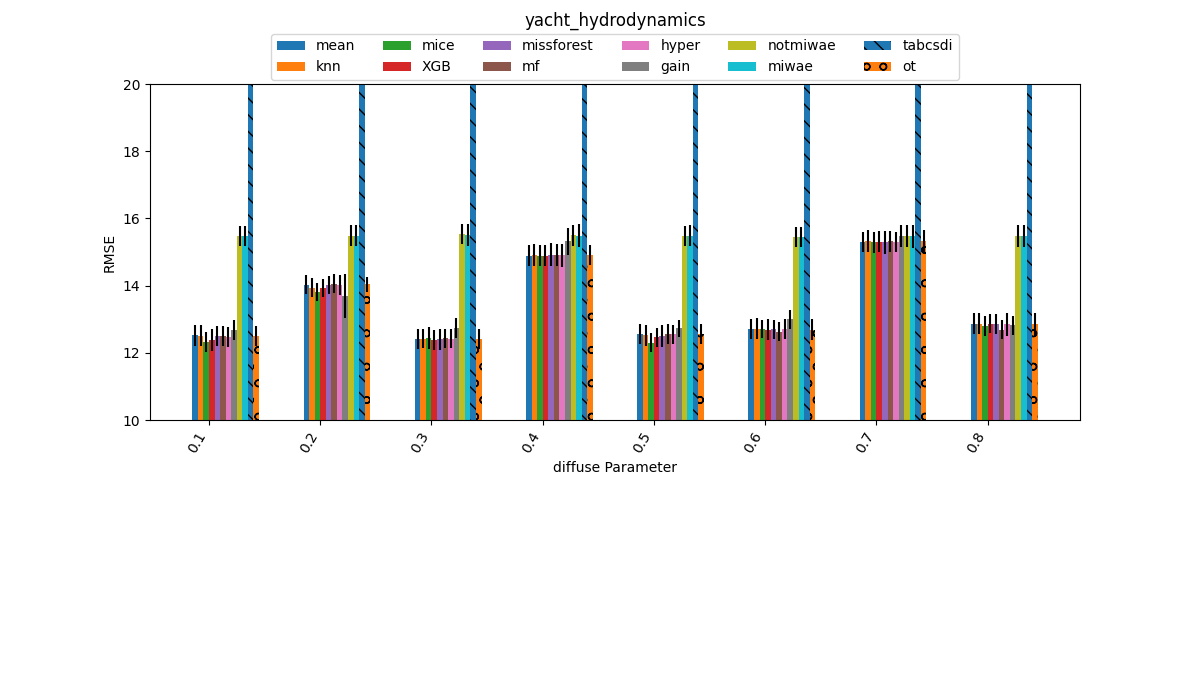 yacht_hydrodynamics
mean mice missforest hyper notmiwae tabcsdi
knn XGB mf gain miwae ot
20
18
16
14
12
10
RMSE
0.1 0.2 0.3 0.4 0.5 0.6 0.7 0.8
diffuse Parameter